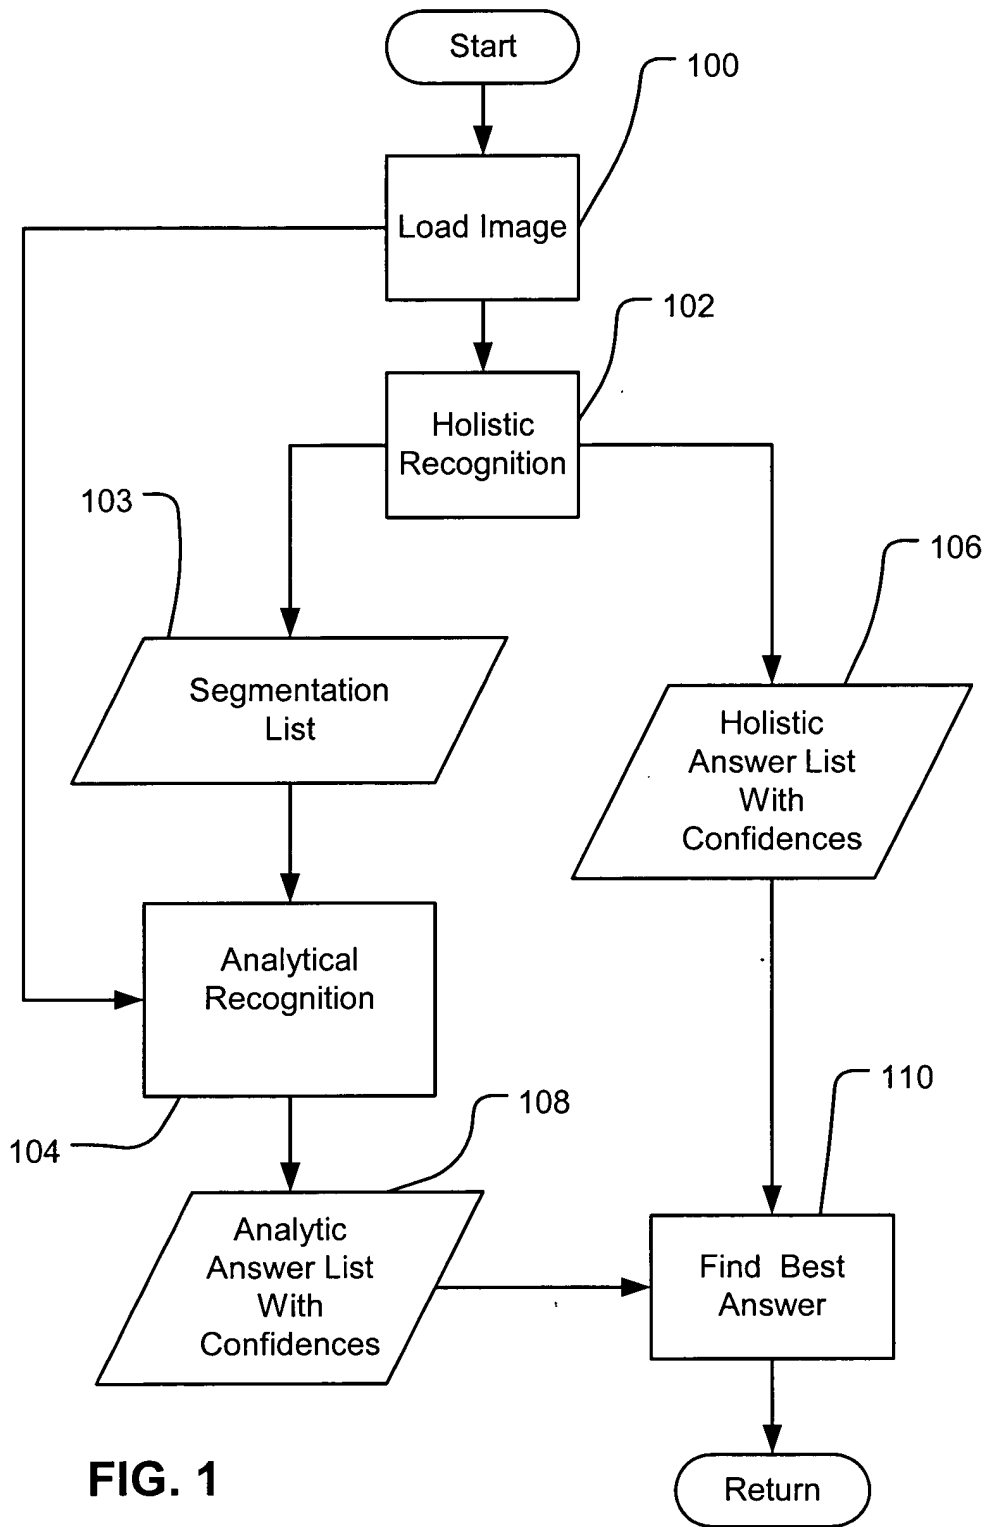 Start
100
Load Image
102
Holistic
Recognition
103
106
Segmentation
List
Holistic
Answer List
With
Confidences
Analytical
Recognition
104
108
110
Analytic
Answer List
With
Confidences
Find Best
Answer
FIG. 1
Return